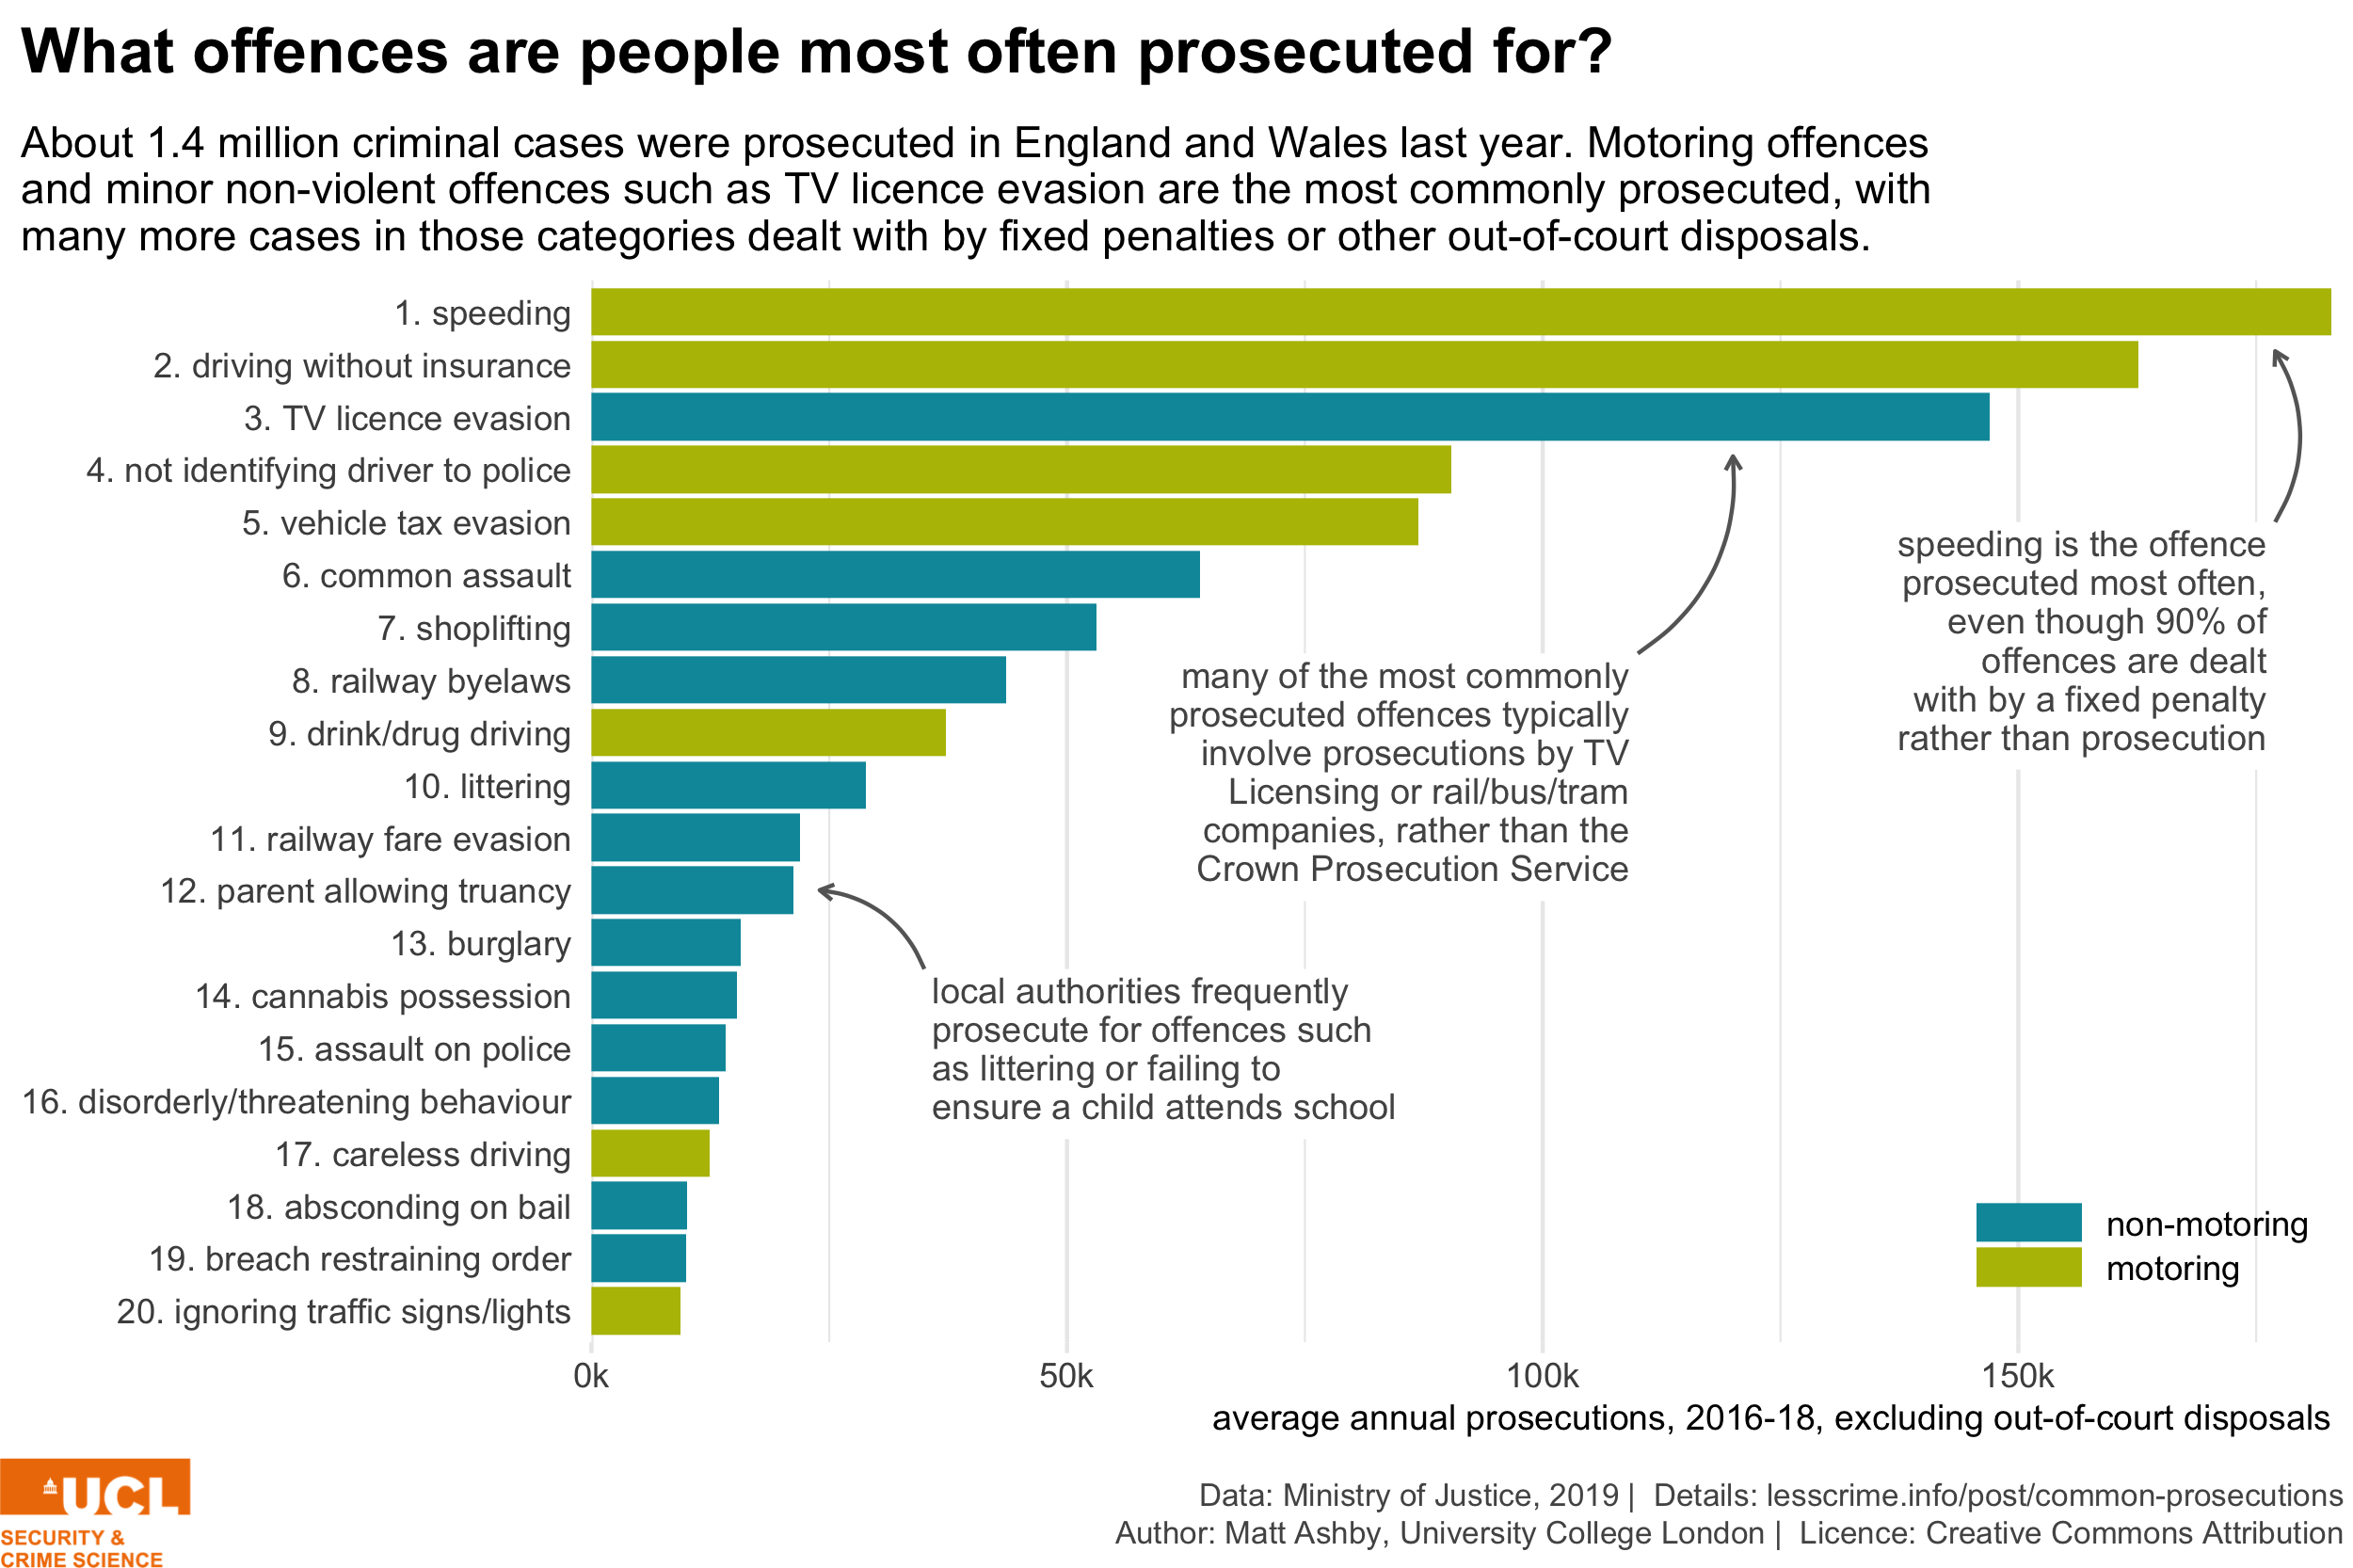 What offences are people most often prosecuted for?
About 1.4 million criminal cases were prosecuted in England and Wales last year. Motoring offences
and minor non-violent offences such as TV licence evasion are the most commonly prosecuted, with
many more cases in those categories dealt with by fixed penalties or other out-of-court disposals.
1. speeding
2. driving without insurance
3. TV licence evasion
4. not identifying driver to police
5. vehicle tax evasion
6. common assault
7. shoplifting
8. railway byelaws
9. drink/drug driving
10. littering
11. railway fare evasion
12. parent allowing truancy
13. burglary
14. cannabis possession
15. assault on police
16. disorderly/threatening behaviour
17. careless driving
18. absconding on bail
19. breach restraining order
20. ignoring traffic signs/lights
speeding is the offence
prosecuted most often,
even though 90% of
offences are dealt
with by a fixed penalty
rather than prosecution
many of the most commonly
prosecuted offences typically
involve prosecutions by TV
Licensing or rail/bus/tram
companies, rather than the
Crown Prosecution Service
local authorities frequently
prosecute for offences such
as littering or failing to
ensure a child attends school
non-motoring
motoring
0k 50k 100k 150k
average annual prosecutions, 2016-18, excluding out-of-court disposals
UCL
SECURITY &
CRIME SCIENCE
Data: Ministry of Justice, 2019 | Details: lesscrime.info/post/common-prosecutions
Author: Matt Ashby, University College London | Licence: Creative Commons Attribution